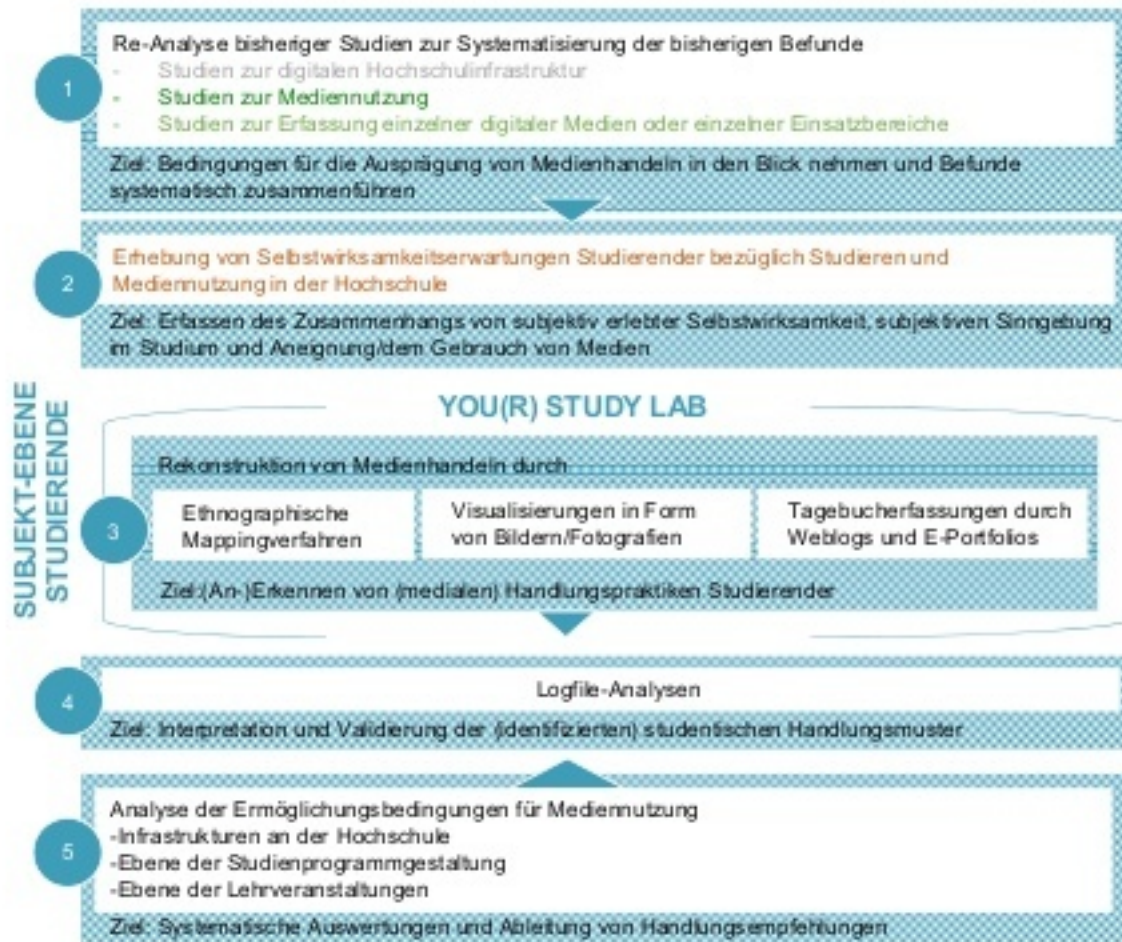 1
Re-Analyse bisheriger Studien zur Systematisierung der bisherigen Befunde
- Studien zur digitalen Hochschulinfrastruktur
- Studien zur Mediennutzung
- Studien zur Erfassung einzelner digitaler Medien oder einzelner Einsatzbereiche
Ziel: Bedingungen für die Ausprägung von Medienhandeln in den Blick nehmen und Befunde
systematisch zusammenführen
2
Erhebung von Selbstwirksamkeitserwartungen Studierender bezüglich Studieren und
Mediennutzung in der Hochschule
Ziel: Erfassen des Zusammenhangs von subjektiv erlebter Selbstwirksamkeit, subjektiven Sinngebung
im Studium und Aneignung/dem Gebrauch von Medien
SUBJEKT-EBENE
STUDIERENDE
YOU(R) STUDY LAB
3
Rekonstruktion von Medienhandeln durch
Ethnographische
Mappingverfahren
Visualisierungen in Form
von Bildern/Fotografien
Tagebucherfassungen durch
Weblogs und E-Portfolios
Ziel:(An-)Erkennen von (medialen) Handlungspraktiken Studierender
4
Logfile-Analysen
Ziel: Interpretation und Validierung der (identifizierten) studentischen Handlungsmuster
5
Analyse der Ermöglichungsbedingungen für Mediennutzung
-Infrastrukturen an der Hochschule
-Ebene der Studienprogrammgestaltung
-Ebene der Lehrveranstaltungen
Ziel: Systematische Auswertungen und Ableitung von Handlungsempfehlungen